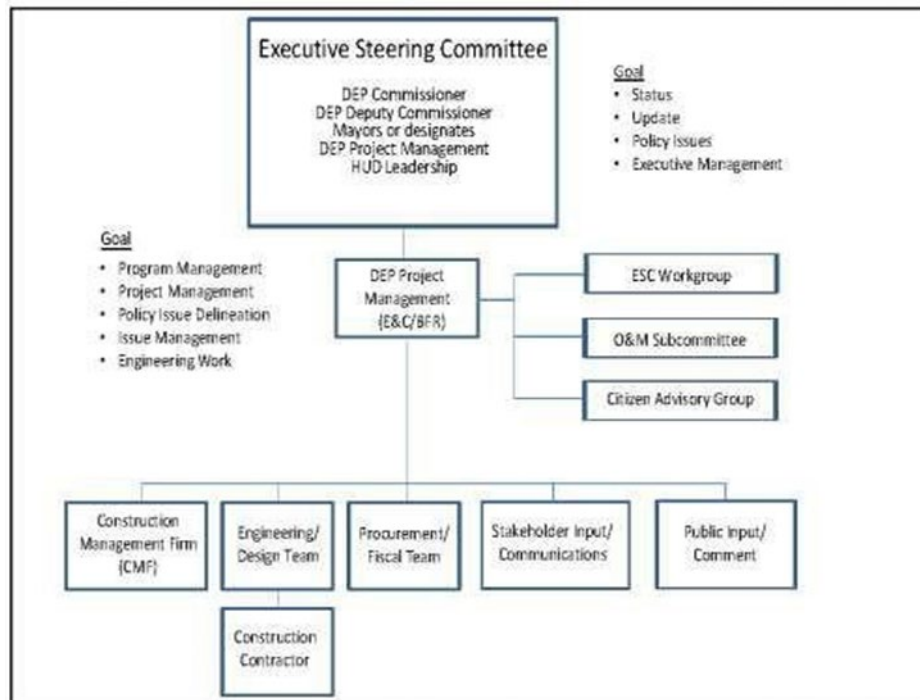 Executive Steering Committee
DEP Commissioner
DEP Deputy Commissioner
Mayors or designates
DEP Project Management
HUD Leadership
Goal
• Status
• Update
• Policy Issues
• Executive Management
Goal
• Program Management
• Project Management
• Policy Issue Delineation
• Issue Management
• Engineering Work
DEP Project
Management
(E&C/BFR)
ESC Workgroup
O&M Subcommittee
Citizen Advisory Group
Construction
Management Firm
(CMF)
Engineering/
Design Team
Procurement/
Fiscal Team
Stakeholder Input/
Communications
Public Input/
Comment
Construction
Contractor